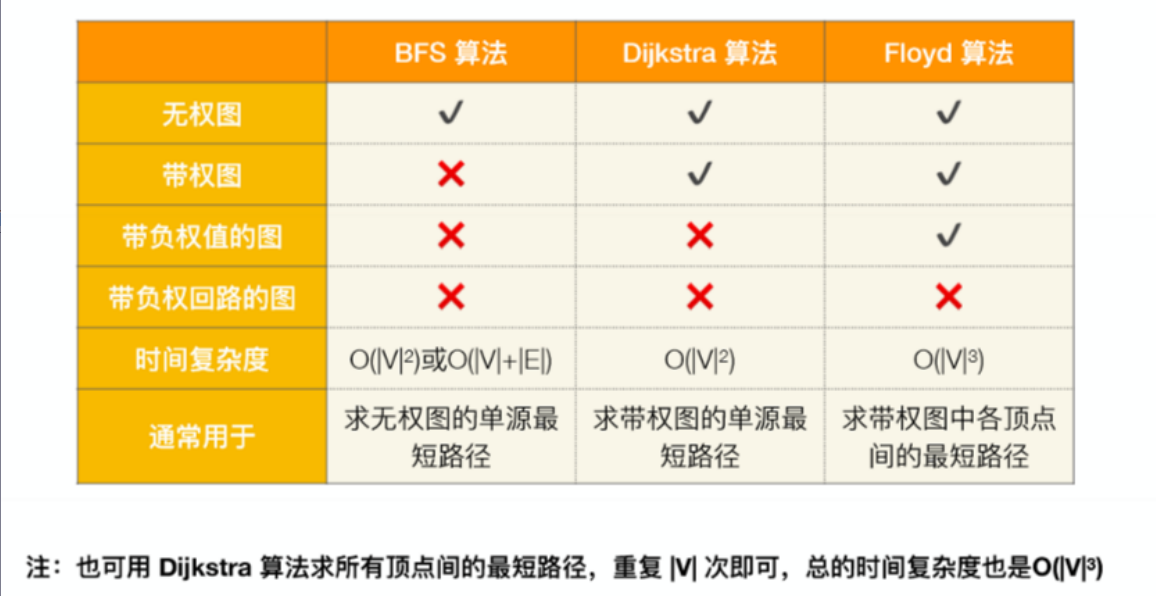 BFS 算法 Dijkstra 算法 Floyd 算法
无权图 ✓ ✓ ✓
带权图 ✗ ✓ ✓
带负权值的图 ✗ ✗ ✓
带负权回路的图 ✗ ✗ ✗
时间复杂度 O(|V|²)或O(|V|+|E|) O(|V|²) O(|V|³)
通常用于 求无权图的单源最短路径 求带权图的单源最短路径 求带权图中各顶点间的最短路径
注：也可用 Dijkstra 算法求所有顶点间的最短路径，重复 |V| 次即可，总的时间复杂度也是O(|V|³)